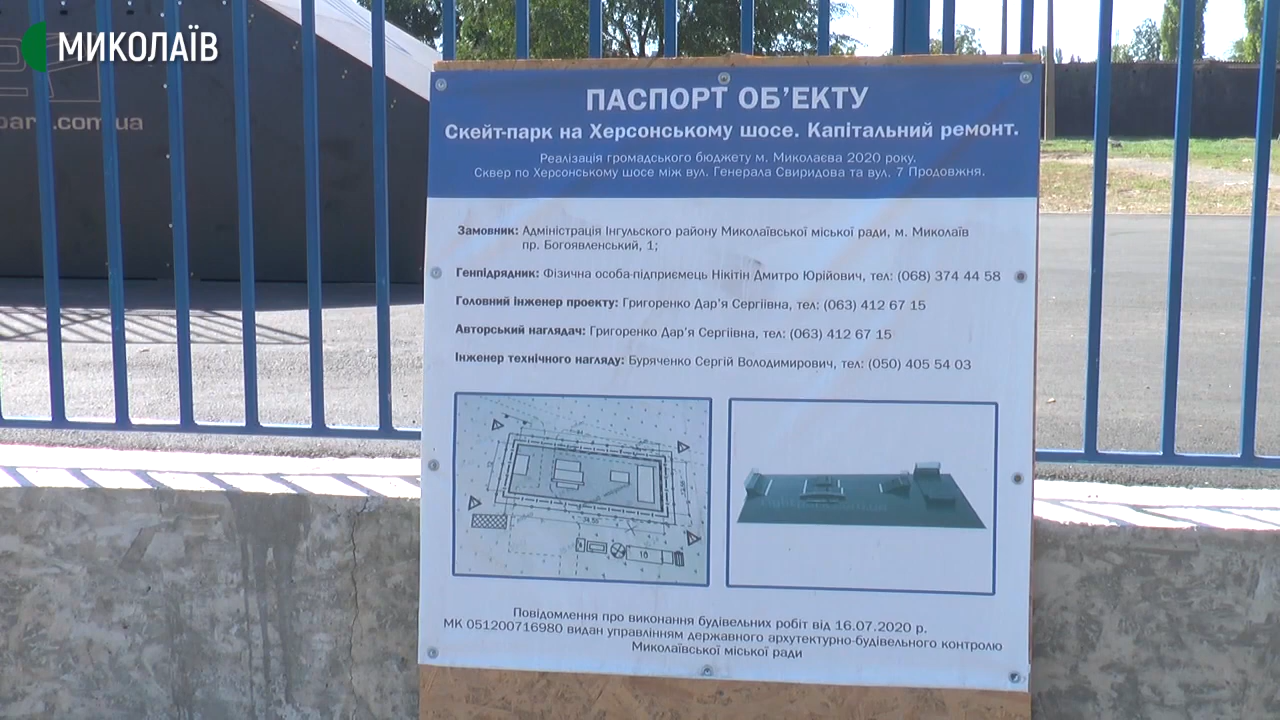 МИКОЛАЇВ
.com.ua
ПАСПОРТ ОБ'ЄКТУ
Скейт-парк на Херсонському шосе. Капітальний ремонт.
Реалізація громадського бюджету м. Миколаєва 2020 року.
Сквер по Херсонському шосе між вул. Генерала Свиридова та вул. 7 Продовжня.
Замовник: Адміністрація Інгульского району Миколаївської міської ради, м. Миколаїв
пр. Богоявленський, 1;
Генпідрядник: Фізична особа-підприємець Нікітін Дмитро Юрійович, тел: (068) 374 44 58
Головний інженер проекту: Григоренко Дар'я Сергіївна, тел: (063) 412 67 15
Авторський наглядач: Григоренко Дар'я Сергіївна, тел: (063) 412 67 15
Інженер технічного нагляду: Буряченко Сергій Володимирович, тел: (050) 405 54 03
10
Повідомлення про виконання будівельних робіт від 16.07.2020 р.
МК 051200716980 видан управлінням державного архутектурно-будівельного контролю
Миколаївської міської ради